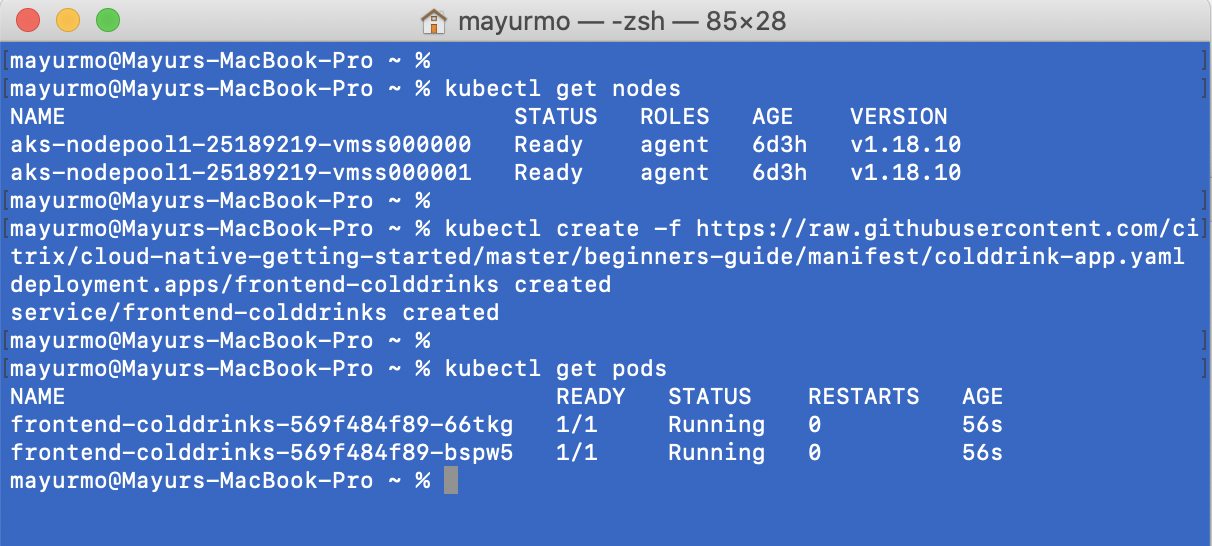 mayurmo — -zsh — 85×28
[mayurmo@Mayurs-MacBook-Pro ~ % ]
[mayurmo@Mayurs-MacBook-Pro ~ % kubectl get nodes ]
NAME STATUS ROLES AGE VERSION
aks-nodepool1-25189219-vmss000000 Ready agent 6d3h v1.18.10
aks-nodepool1-25189219-vmss000001 Ready agent 6d3h v1.18.10
[mayurmo@Mayurs-MacBook-Pro ~ % ]
[mayurmo@Mayurs-MacBook-Pro ~ % kubectl create -f https://raw.githubusercontent.com/ci]
trix/cloud-native-getting-started/master/beginners-guide/manifest/colddrink-app.yaml
deployment.apps/frontend-colddrinks created
service/frontend-colddrinks created
[mayurmo@Mayurs-MacBook-Pro ~ % ]
[mayurmo@Mayurs-MacBook-Pro ~ % kubectl get pods ]
NAME READY STATUS RESTARTS AGE
frontend-colddrinks-569f484f89-66tkg 1/1 Running 0 56s
frontend-colddrinks-569f484f89-bspw5 1/1 Running 0 56s
mayurmo@Mayurs-MacBook-Pro ~ %